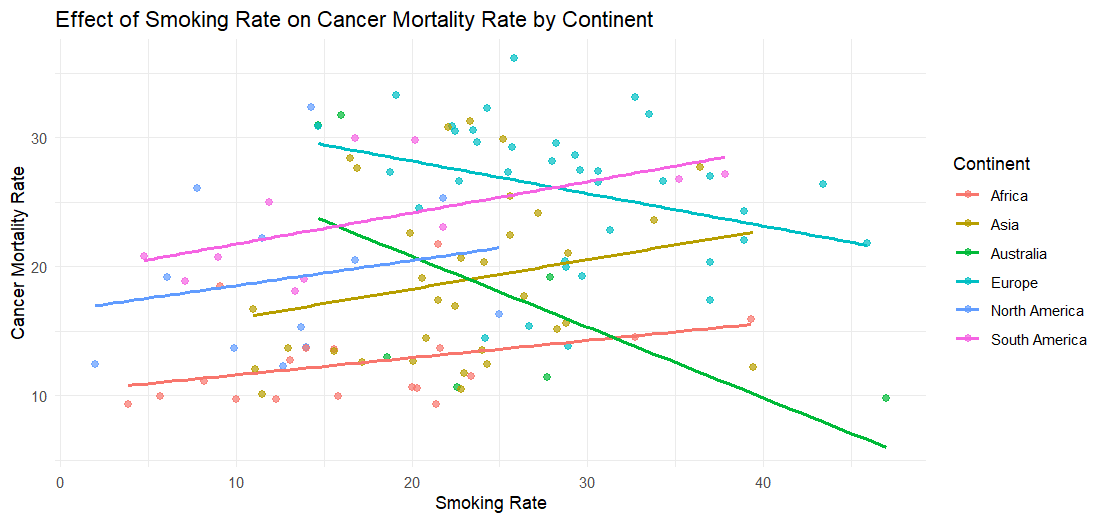 Effect of Smoking Rate on Cancer Mortality Rate by Continent
Cancer Mortality Rate
30
20
10
0 10 20 30 40
Smoking Rate
Continent
Africa
Asia
Australia
Europe
North America
South America